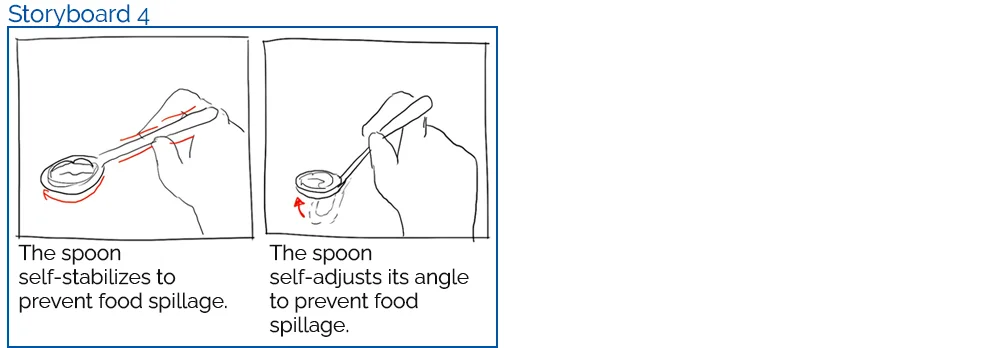 Storyboard 4
The spoon
self-stabilizes to
prevent food spillage.
The spoon
self-adjusts its angle
to prevent food
spillage.